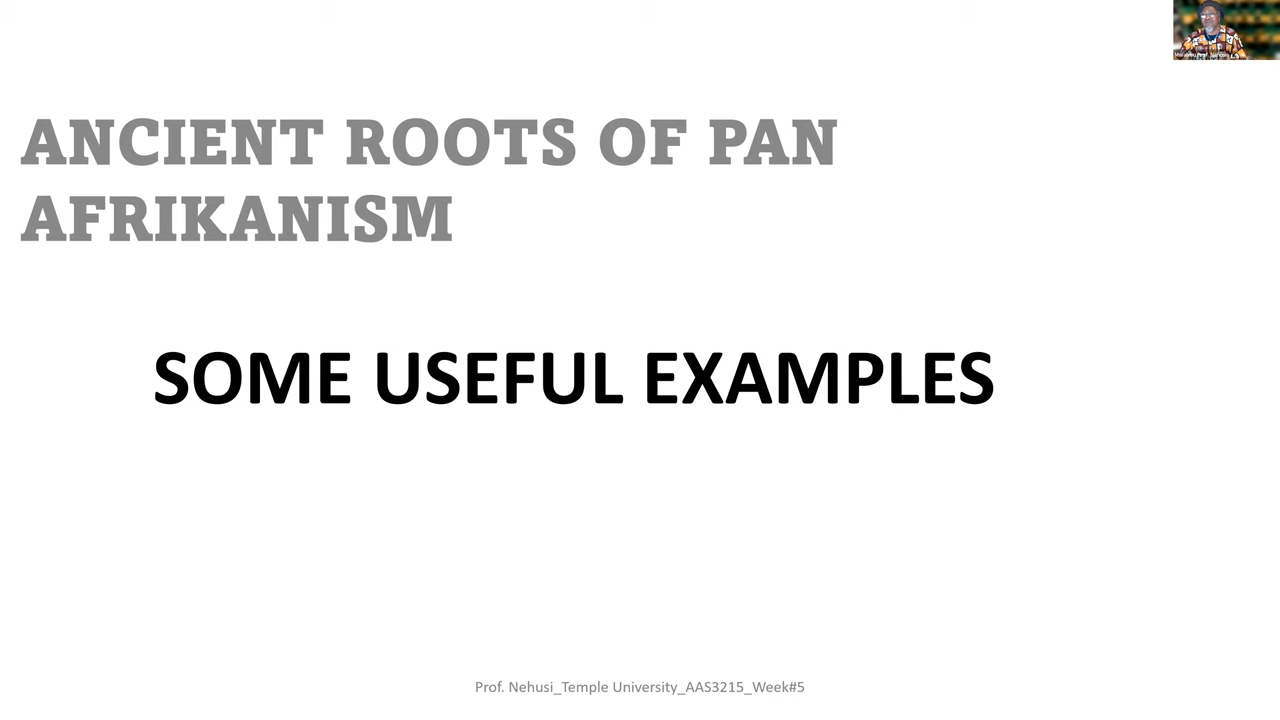 ANCIENT ROOTS OF PAN
AFRIKANISM
SOME USEFUL EXAMPLES
Prof. Nehusi_Temple University_AAS3215_Week#5